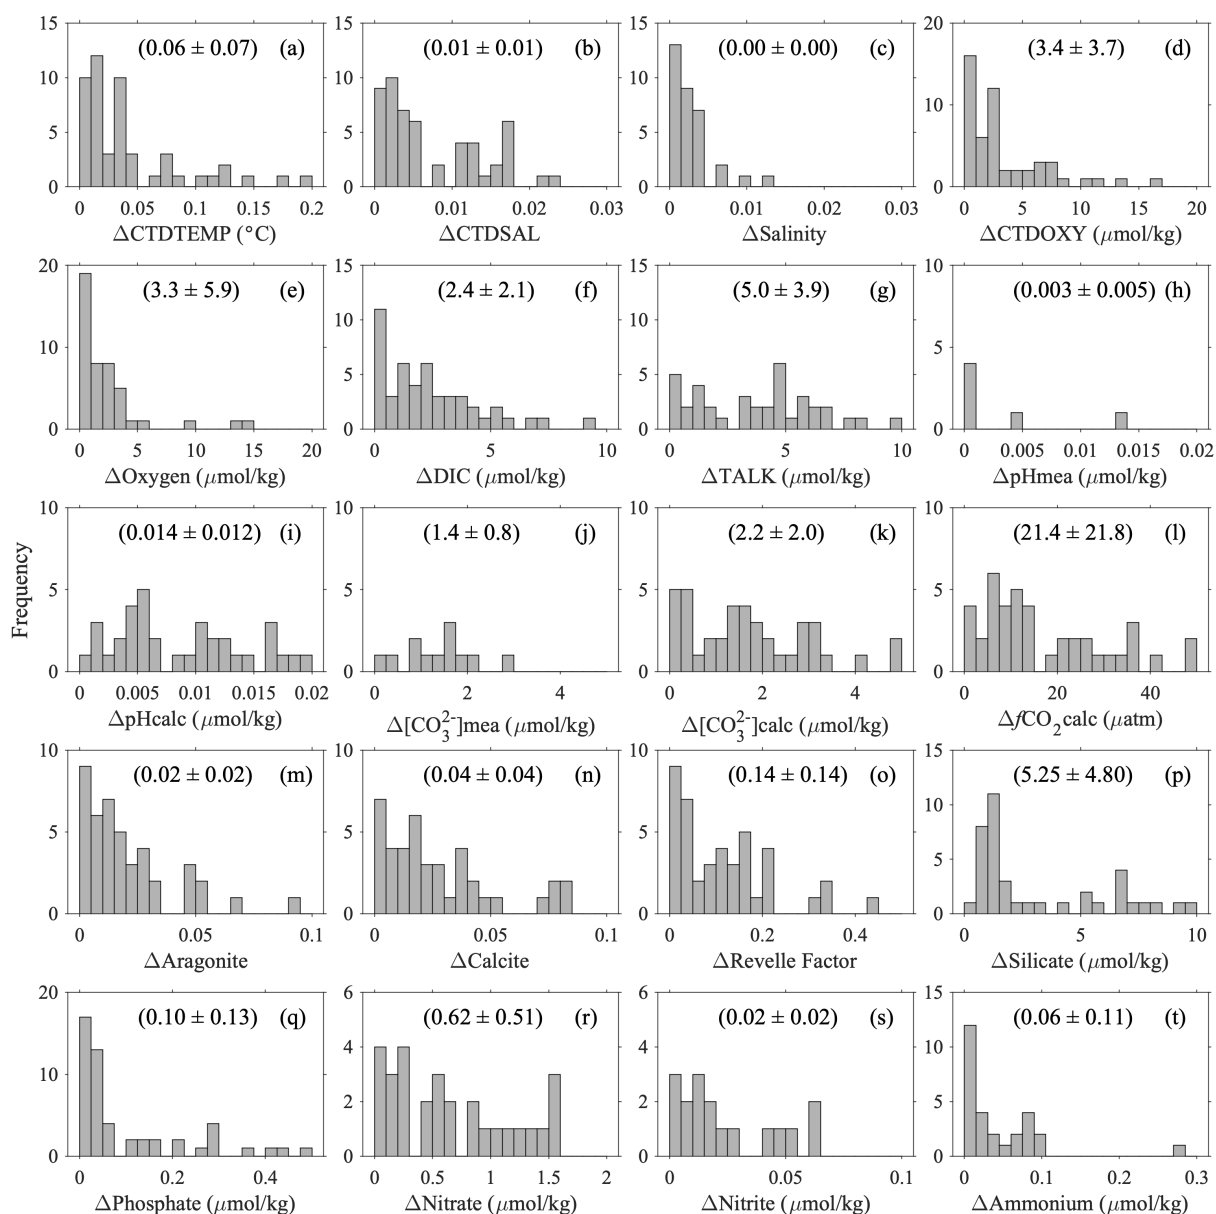 15
10
5
0
(0.06 ± 0.07)
(a)
0
0.05
0.1
0.15
0.2
ΔCTDTEMP (°C)
15
10
5
0
(0.01 ± 0.01)
(b)
0
0.01
0.02
0.03
ΔCTDSAL
15
10
5
0
(0.00 ± 0.00)
(c)
0
0.01
0.02
0.03
ΔSalinity
20
10
0
(3.4 ± 3.7)
(d)
0
5
10
15
20
ΔCTDOXY (μmol/kg)
20
10
0
(3.3 ± 5.9)
(e)
0
5
10
15
20
ΔOxygen (μmol/kg)
15
10
5
0
(2.4 ± 2.1)
(f)
0
5
10
ΔDIC (μmol/kg)
15
10
5
0
(5.0 ± 3.9)
(g)
0
5
10
ΔTALK (μmol/kg)
10
5
0
(0.003 ± 0.005)
(h)
0
0.005
0.01
0.015
0.02
ΔpHmea (μmol/kg)
Frequency
10
5
0
(0.014 ± 0.012)
(i)
0
0.005
0.01
0.015
0.02
ΔpHcalc (μmol/kg)
10
5
0
(1.4 ± 0.8)
(j)
0
2
4
Δ[CO₃²⁻]mea (μmol/kg)
10
5
0
(2.2 ± 2.0)
(k)
0
2
4
Δ[CO₃²⁻]calc (μmol/kg)
10
5
0
(21.4 ± 21.8)
(l)
0
20
40
ΔfCO₂calc (μatm)
10
5
0
(0.02 ± 0.02)
(m)
0
0.05
0.1
ΔAragonite
10
5
0
(0.04 ± 0.04)
(n)
0
0.05
0.1
ΔCalcite
10
5
0
(0.14 ± 0.14)
(o)
0
0.2
0.4
ΔRevelle Factor
15
10
5
0
(5.25 ± 4.80)
(p)
0
5
10
ΔSilicate (μmol/kg)
20
10
0
(0.10 ± 0.13)
(q)
0
0.2
0.4
ΔPhosphate (μmol/kg)
6
4
2
0
(0.62 ± 0.51)
(r)
0
0.5
1
1.5
2
ΔNitrate (μmol/kg)
6
4
2
0
(0.02 ± 0.02)
(s)
0
0.05
0.1
ΔNitrite (μmol/kg)
15
10
5
0
(0.06 ± 0.11)
(t)
0
0.1
0.2
0.3
ΔAmmonium (μmol/kg)